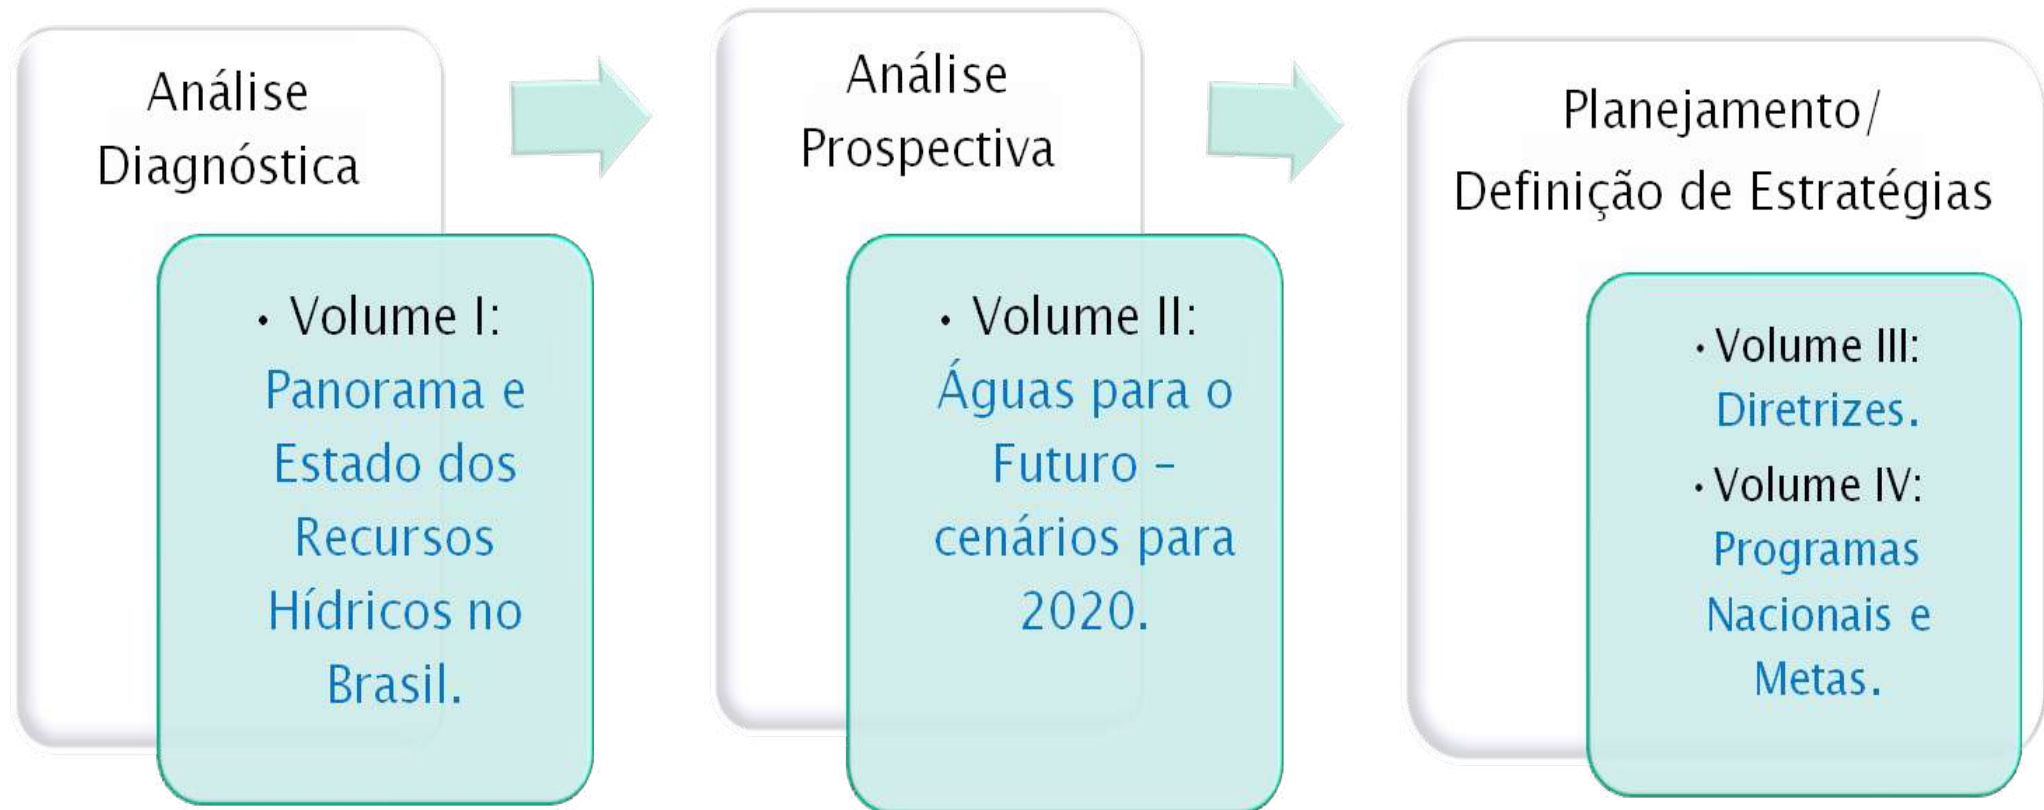 Análise
Diagnóstica
• Volume I:
Panorama e
Estado dos
Recursos
Hídricos no
Brasil.
Análise
Prospectiva
• Volume II:
Águas para o
Futuro –
cenários para
2020.
Planejamento/
Definição de Estratégias
• Volume III:
Diretrizes.
• Volume IV:
Programas
Nacionais e
Metas.